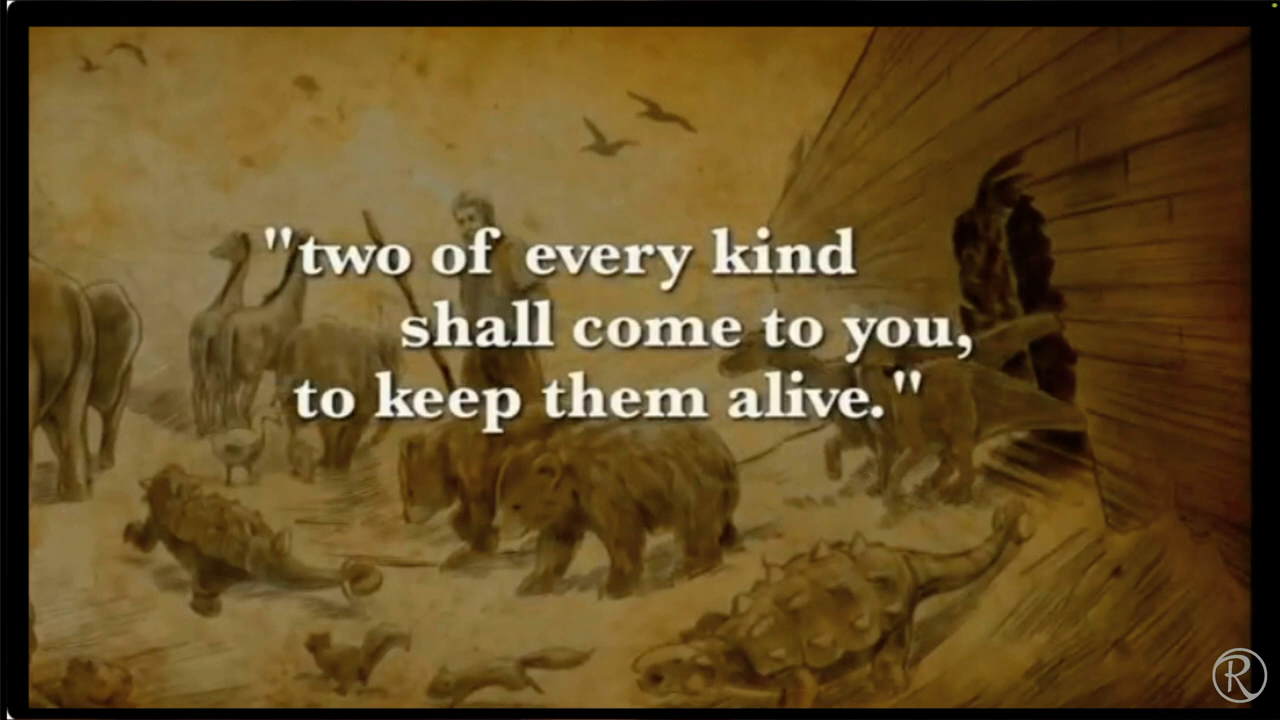 "two of every kind
shall come to you,
to keep them alive."
R